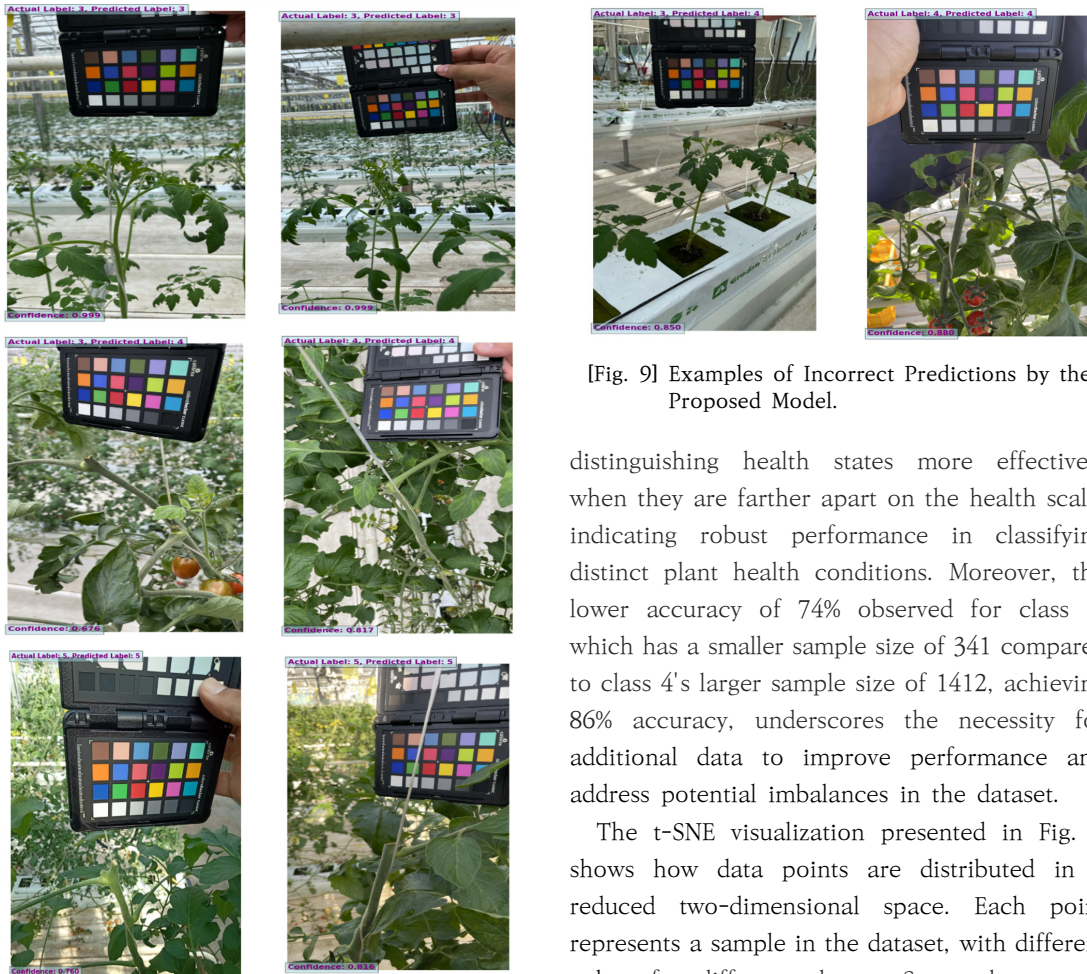 Actual Label: 3, Predicted Label: 3
Confidence: 0.999
Actual Label: 3, Predicted Label: 3
Confidence: 0.999
Actual Label: 3, Predicted Label: 4
Confidence: 0.676
Actual Label: 4, Predicted Label: 4
Confidence: 0.817
Actual Label: 5, Predicted Label: 5
Confidence: 0.760
Actual Label: 5, Predicted Label: 5
Confidence: 0.816
Actual Label: 3, Predicted Label: 4
Grodan
Confidence: 0.850
Actual Label: 4, Predicted Label: 4
Confidence: 0.880
[Fig. 9] Examples of Incorrect Predictions by the
Proposed Model.
distinguishing health states more effective
when they are farther apart on the health scal
indicating robust performance in classifyin
distinct plant health conditions. Moreover, th
lower accuracy of 74% observed for class
which has a smaller sample size of 341 compare
to class 4's larger sample size of 1412, achievin
86% accuracy, underscores the necessity fo
additional data to improve performance an
address potential imbalances in the dataset.
The t-SNE visualization presented in Fig.
shows how data points are distributed in
reduced two-dimensional space. Each poin
represents a sample in the dataset, with differen